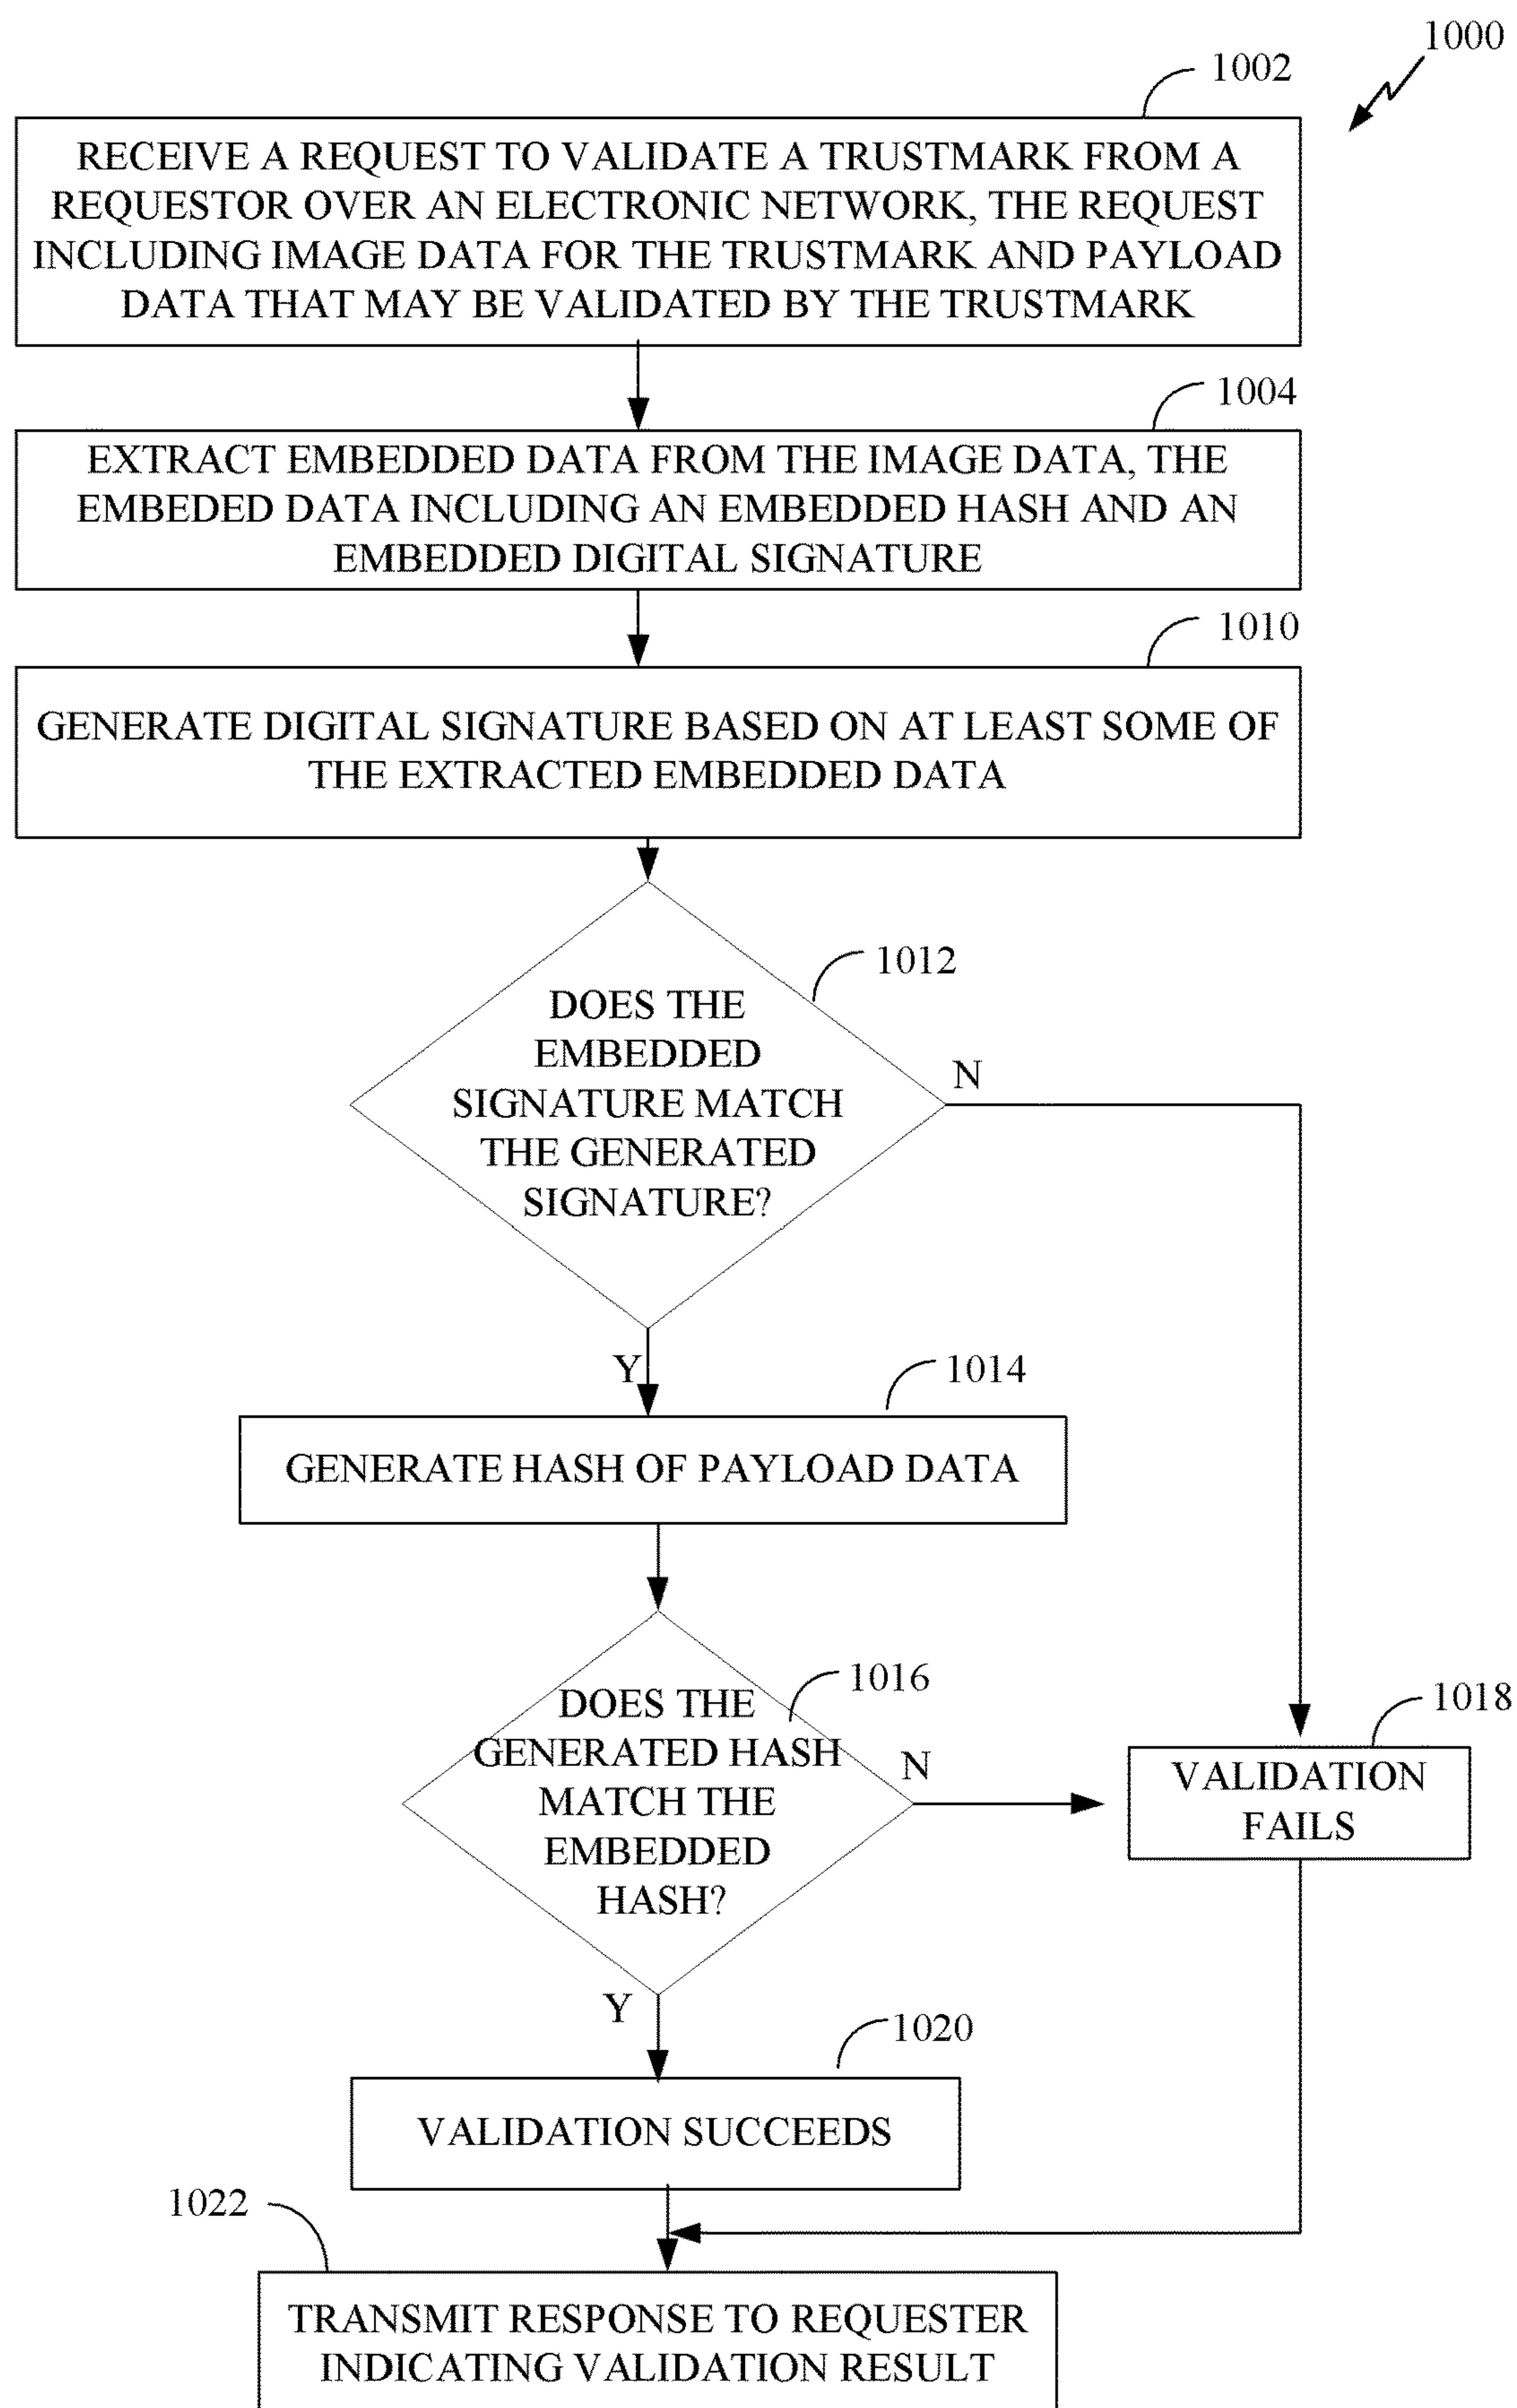 1000
1002
RECEIVE A REQUEST TO VALIDATE A TRUSTMARK FROM A
REQUESTOR OVER AN ELECTRONIC NETWORK, THE REQUEST
INCLUDING IMAGE DATA FOR THE TRUSTMARK AND PAYLOAD
DATA THAT MAY BE VALIDATED BY THE TRUSTMARK
1004
EXTRACT EMBEDDED DATA FROM THE IMAGE DATA, THE
EMBEDED DATA INCLUDING AN EMBEDDED HASH AND AN
EMBEDDED DIGITAL SIGNATURE
1010
GENERATE DIGITAL SIGNATURE BASED ON AT LEAST SOME OF
THE EXTRACTED EMBEDDED DATA
1012
DOES THE
EMBEDDED
SIGNATURE MATCH
THE GENERATED
SIGNATURE?
N
Y
1014
GENERATE HASH OF PAYLOAD DATA
1016
DOES THE
GENERATED HASH
MATCH THE
EMBEDDED
HASH?
N
1018
VALIDATION
FAILS
Y
1020
VALIDATION SUCCEEDS
1022
TRANSMIT RESPONSE TO REQUESTER
INDICATING VALIDATION RESULT